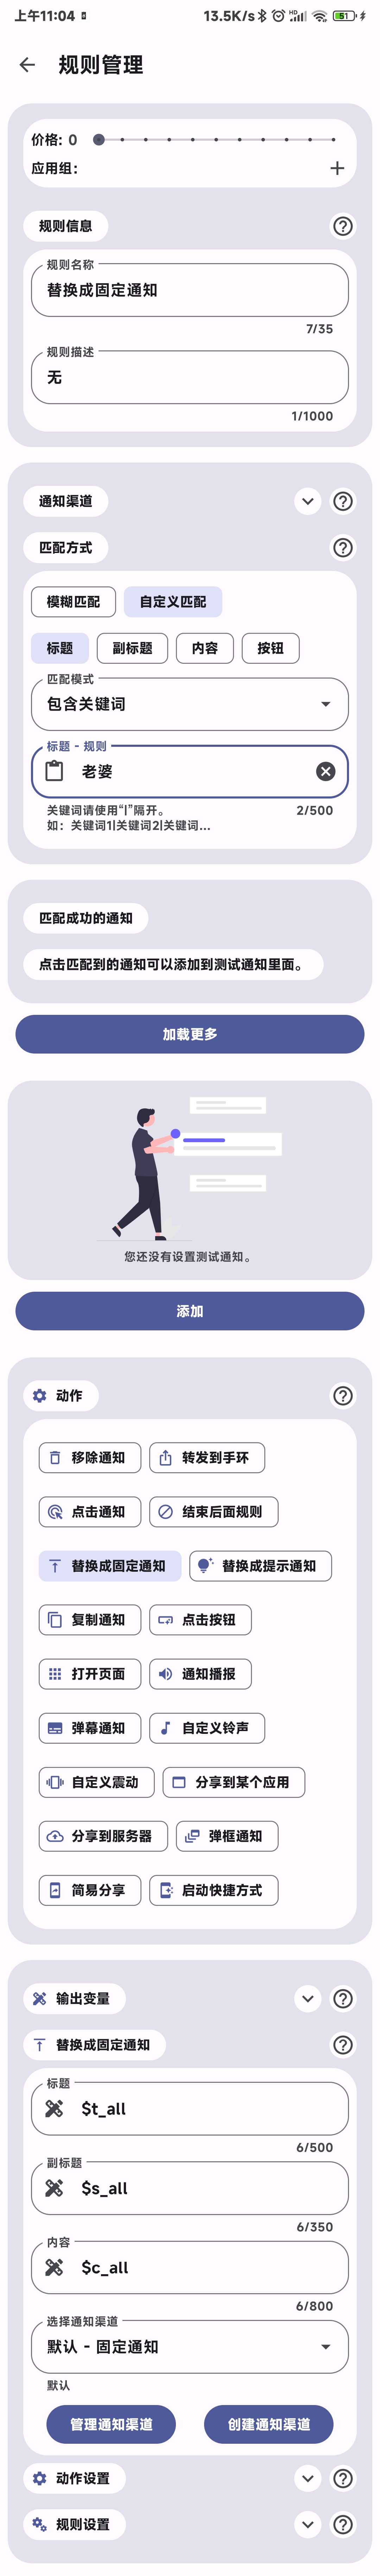 上午11:04
13.5K/s HD 51
规则管理
价格: 0
应用组:
规则信息
规则名称
替换成固定通知
7/35
规则描述
无
1/1000
通知渠道
匹配方式
模糊匹配 自定义匹配
标题 副标题 内容 按钮
匹配模式
包含关键词
标题 - 规则
老婆
关键词请使用“|”隔开。
2/500
如: 关键词1|关键词2|关键词...
匹配成功的通知
点击匹配到的通知可以添加到测试通知里面。
加载更多
您还没有设置测试通知。
添加
动作
移除通知 转发到手环
点击通知 结束后面规则
替换成固定通知 替换成提示通知
复制通知 点击按钮
打开页面 通知播报
弹幕通知 自定义铃声
自定义震动 分享到某个应用
分享到服务器 弹框通知
简易分享 启动快捷方式
输出变量
替换成固定通知
标题
$t_all
6/500
副标题
$s_all
6/350
内容
$c_all
6/800
选择通知渠道
默认 - 固定通知
默认
管理通知渠道 创建通知渠道
动作设置
规则设置